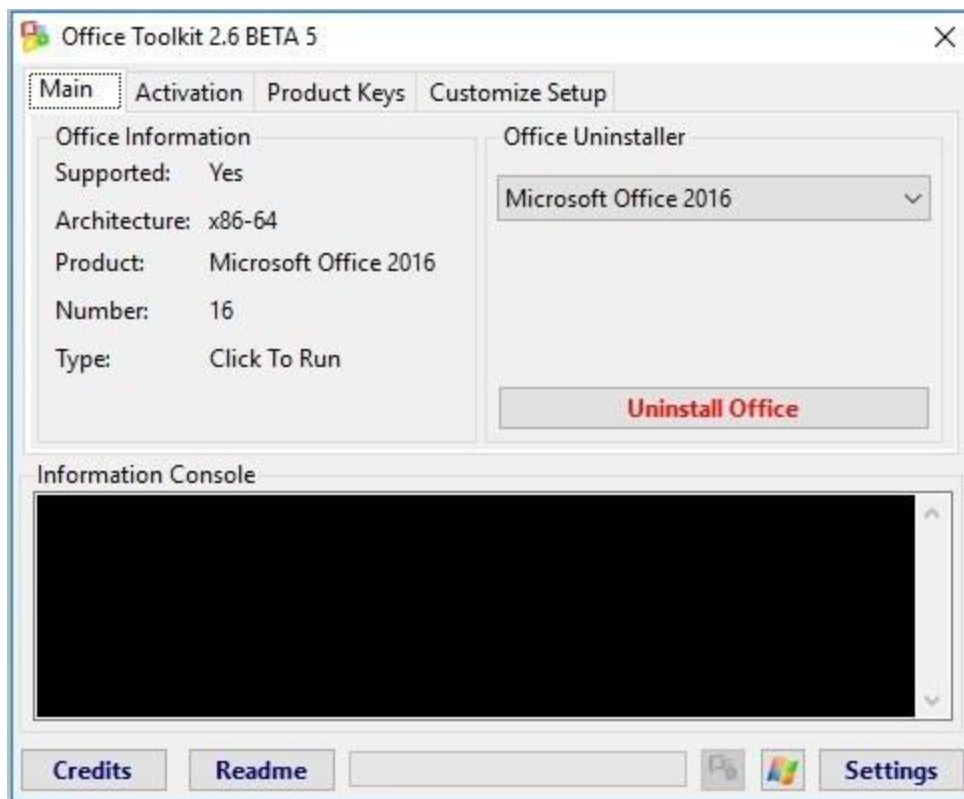 Office Toolkit 2.6 BETA 5
Main Activation Product Keys Customize Setup
Office Information
Supported: Yes
Architecture: x86-64
Product: Microsoft Office 2016
Number: 16
Type: Click To Run
Office Uninstaller
Microsoft Office 2016
Uninstall Office
Information Console
Credits Readme Settings